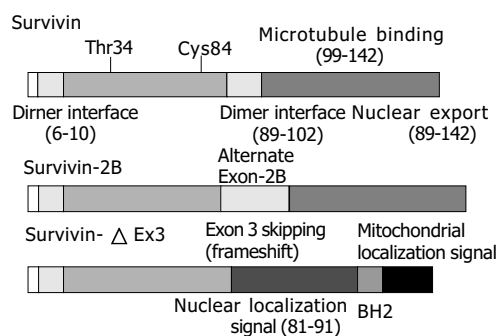 Survivin
Thr34
Cys84
Microtubule binding
(99-142)
Dirner interface
(6-10)
Dimer interface
(89-102)
Nuclear export
(89-142)
Survivin-2B
Alternate
Exon-2B
Survivin- △ Ex3
Exon 3 skipping
(frameshift)
Mitochondrial
localization signal
Nuclear localization
signal (81-91)
BH2